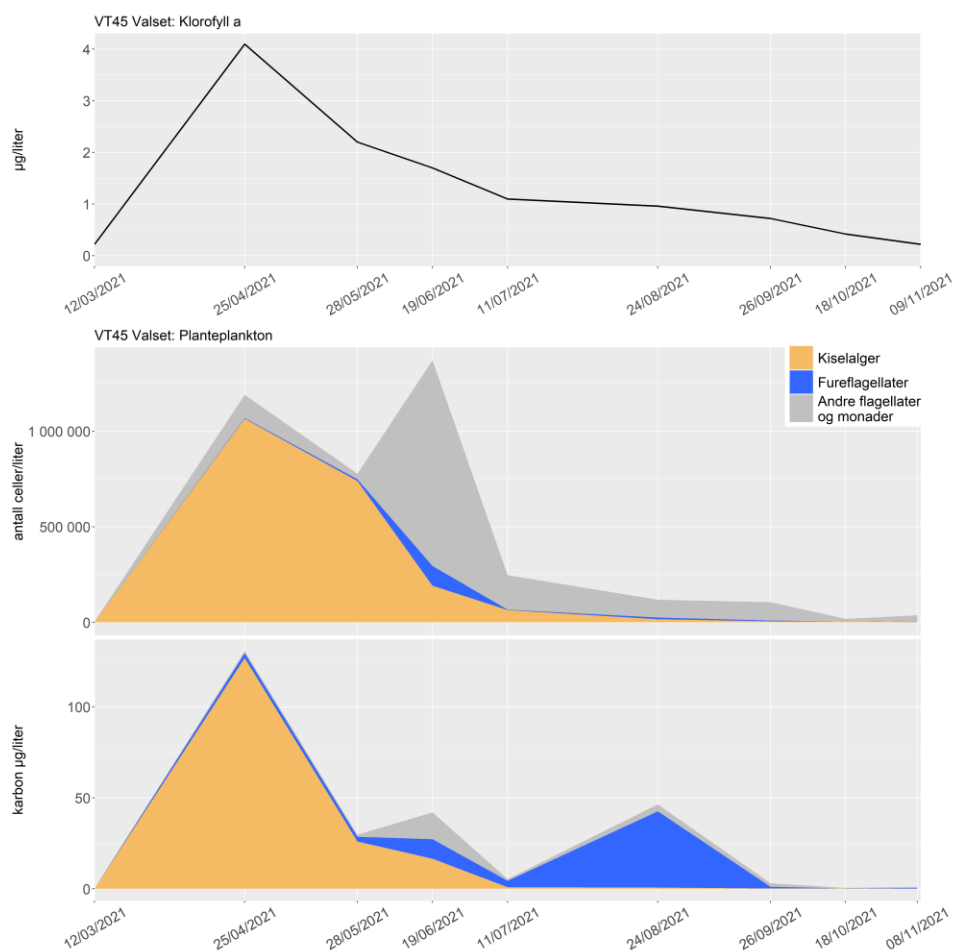 VT45 Valset: Klorofyll a
µg/liter
4
3
2
1
0
12/03/2021
25/04/2021
28/05/2021
19/06/2021
11/07/2021
24/08/2021
26/09/2021
18/10/2021
09/11/2021
VT45 Valset: Planteplankton
Kiselalger
Fureflagellater
Andre flagellater
og monader
antall celler/liter
1 000 000
500 000
0
karbon µg/liter
100
50
0
12/03/2021
25/04/2021
28/05/2021
19/06/2021
11/07/2021
24/08/2021
26/09/2021
18/10/2021
08/11/2021